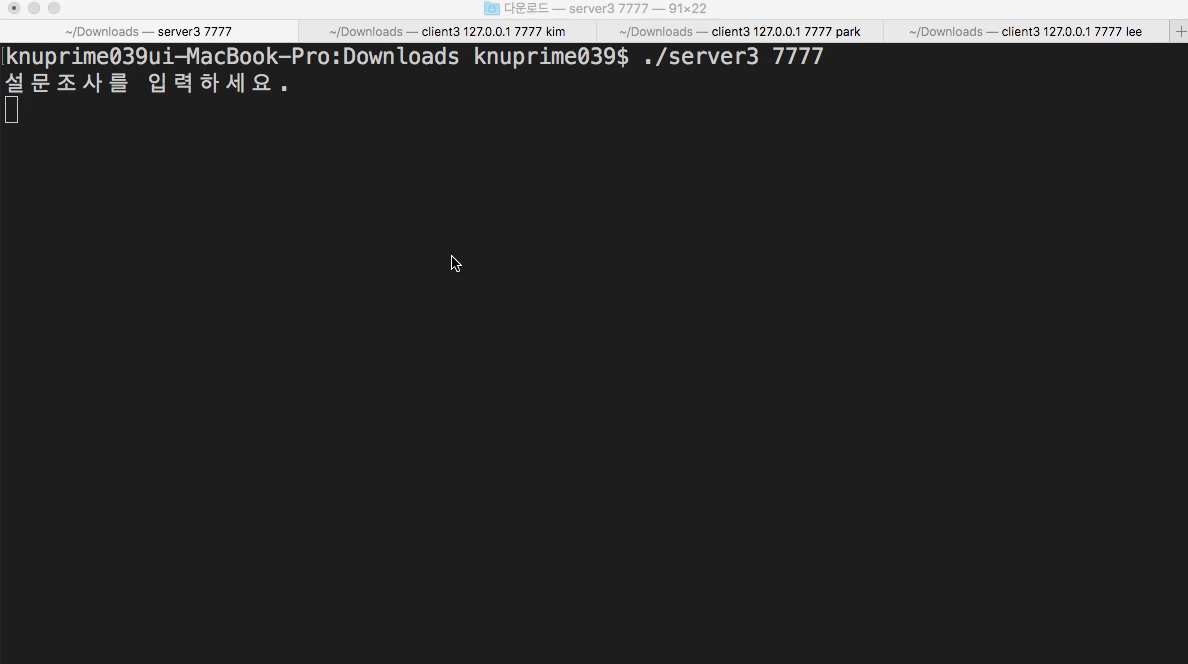 다운로드 — server3 7777 — 91×22
~/Downloads — server3 7777
~/Downloads — client3 127.0.0.1 7777 kim
~/Downloads — client3 127.0.0.1 7777 park
~/Downloads — client3 127.0.0.1 7777 lee
[knuprime039ui-MacBook-Pro:Downloads knuprime039$ ./server3 7777
설문조사를 입력하세요.